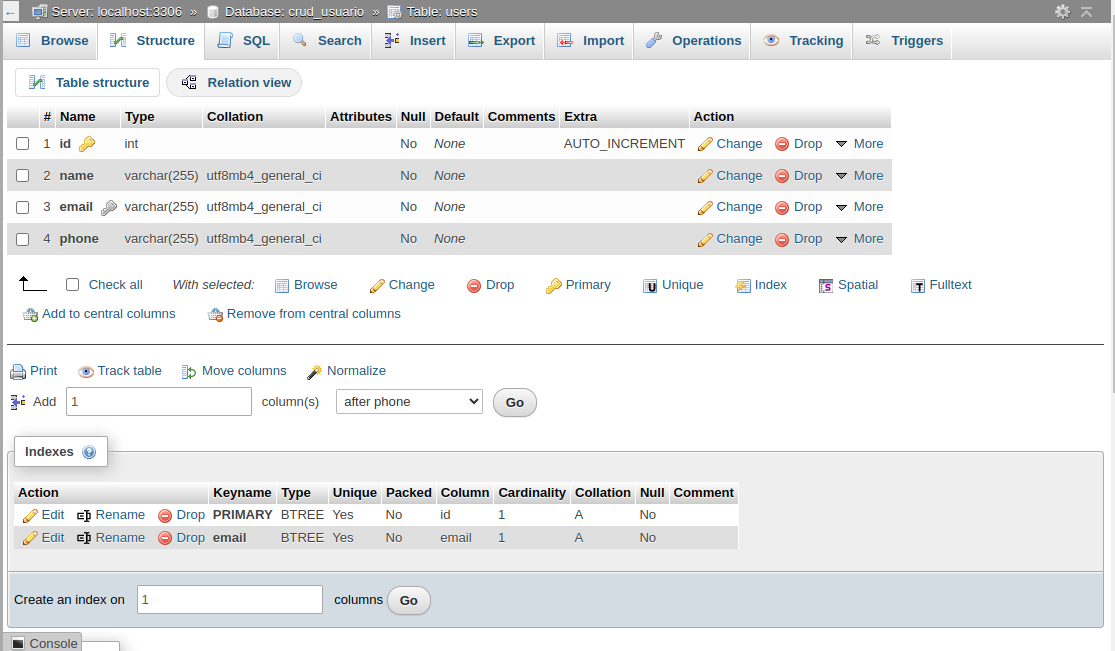 ← Server: localhost:3306 » Database: crud_usuario » Table: users
Browse Structure SQL Search Insert Export Import Operations Tracking Triggers
Table structure Relation view
# Name Type Collation Attributes Null Default Comments Extra Action
1 id int No None AUTO_INCREMENT Change Drop More
2 name varchar(255) utf8mb4_general_ci No None Change Drop More
3 email varchar(255) utf8mb4_general_ci No None Change Drop More
4 phone varchar(255) utf8mb4_general_ci No None Change Drop More
Check all With selected: Browse Change Drop Primary Unique Index Spatial Fulltext
Add to central columns Remove from central columns
Print Track table Move columns Normalize
Add 1 column(s) after phone Go
Indexes
Action Keyname Type Unique Packed Column Cardinality Collation Null Comment
Edit Rename Drop PRIMARY BTREE Yes No id 1 A No
Edit Rename Drop email BTREE Yes No email 1 A No
Create an index on 1 columns Go
Console